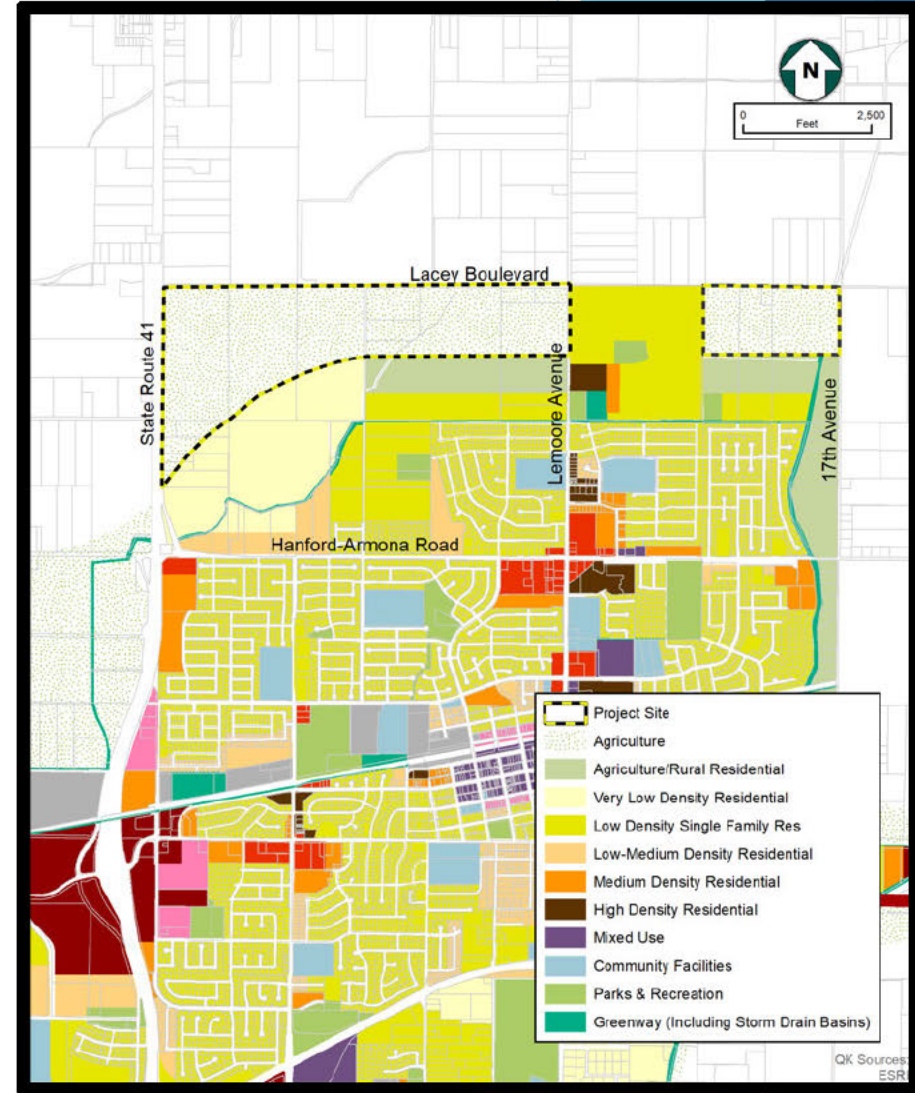 N
0 2,500
Feet
Lacey Boulevard
State Route 41
Lemoore Avenue
17th Avenue
Hanford-Armona Road
Project Site
Agriculture
Agriculture/Rural Residential
Very Low Density Residential
Low Density Single Family Res
Low-Medium Density Residential
Medium Density Residential
High Density Residential
Mixed Use
Community Facilities
Parks & Recreation
Greenway (Including Storm Drain Basins)
QK Sources:
ESRI